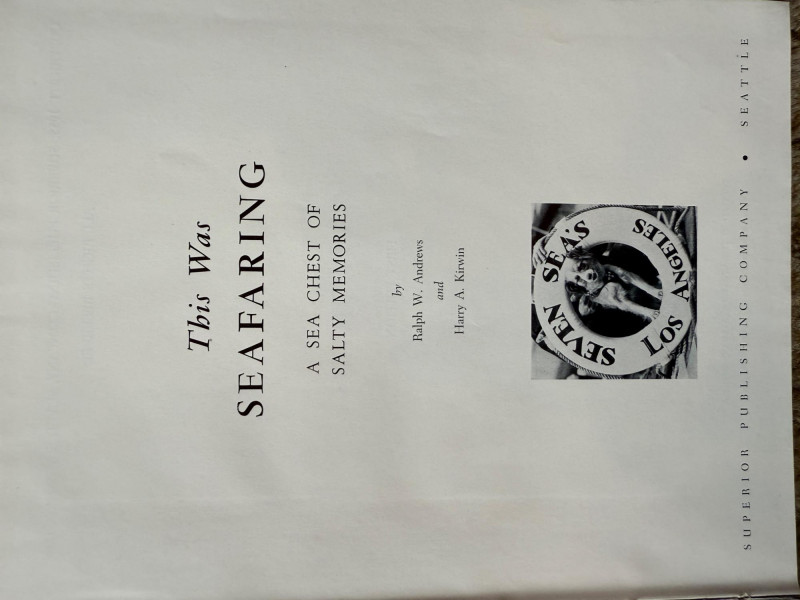 This Was
SEAFARING
A SEA CHEST OF
SALTY MEMORIES
by
Ralph W. Andrews
and
Harry A. Kirwin
SEVEN SEA'S
LOS ANGELES
SUPERIOR PUBLISHING COMPANY • SEATTLE